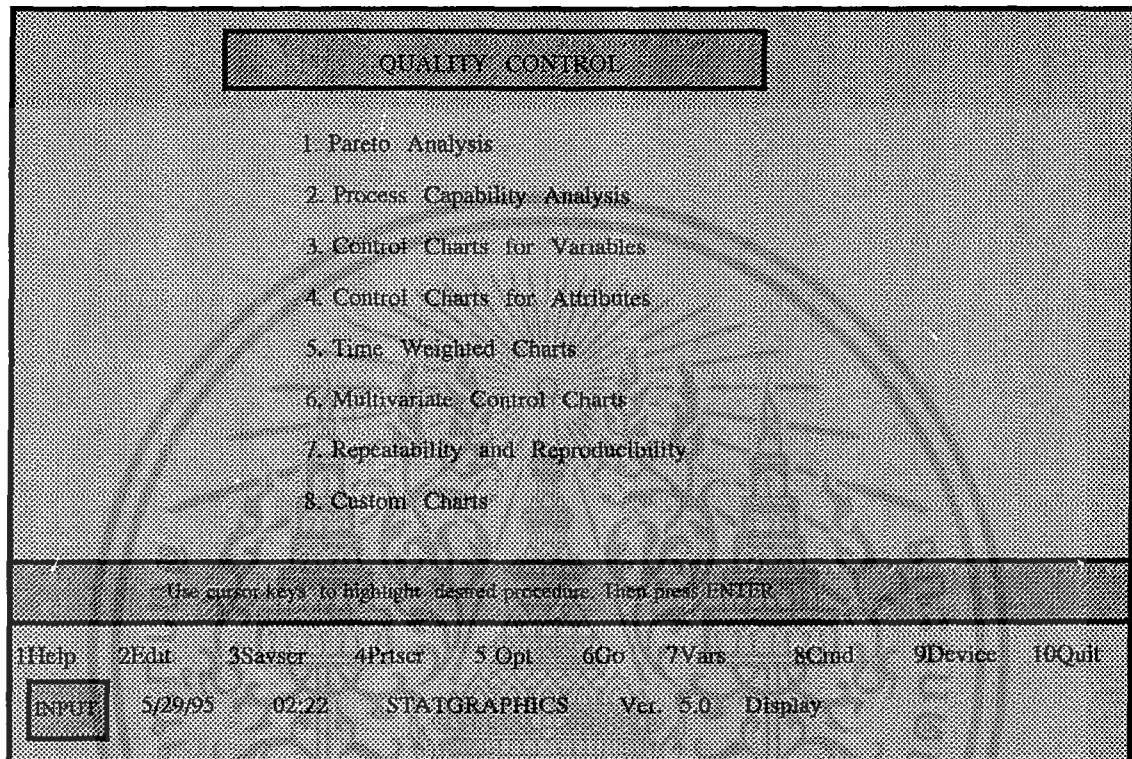 QUALITY CONTROL
1. Pareto Analysis
2. Process Capability Analysis
3. Control Charts for Variables
4. Control Charts for Attributes
5. Time Weighted Charts
6. Multivariate Control Charts
7. Repeatability and Reproducibility
8. Custom Charts
Use cursor keys to highlight desired procedure. Then press ENTER.
1Help 2Edit 3Savscr 4Prtscr 5 Opt 6Go 7Vars 8Cmd 9Device 10Quit
INPUT 5/29/95 02:22 STATGRAPHICS Ver. 5.0 Display